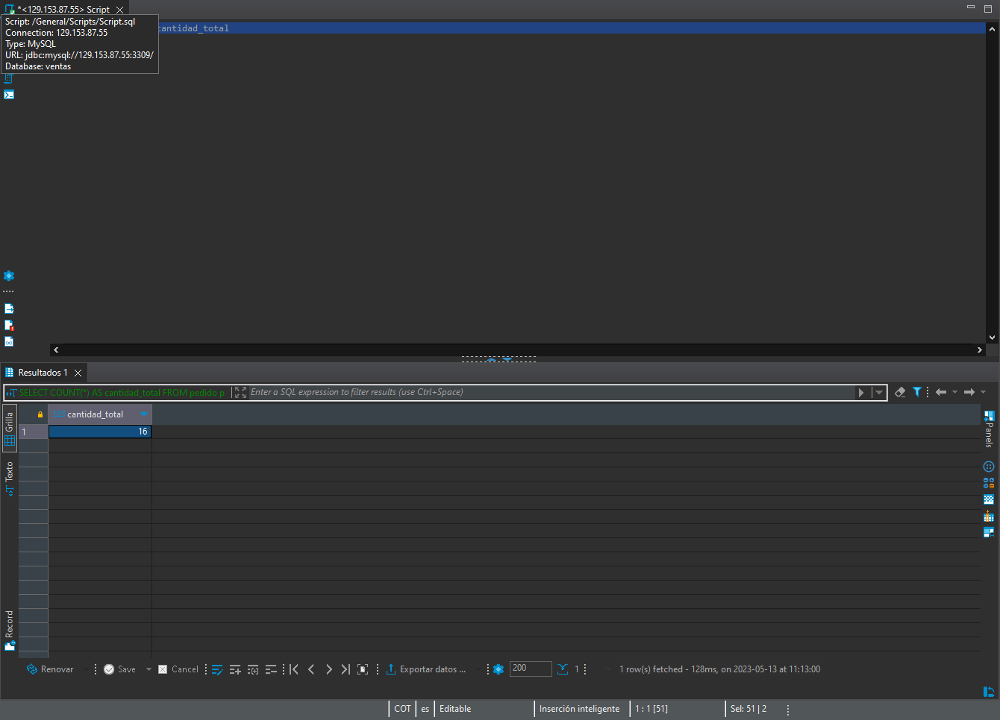 *<129.153.87.55> Script
Script: /General/Scripts/Script.sql
Connection: 129.153.87.55
Type: MySQL
URL: jdbc:mysql://129.153.87.55:3309/
Database: ventas
cantidad_total
Resultados 1
SELECT COUNT(*) AS cantidad_total FROM pedido p
Enter a SQL expression to filter results (use Ctrl+Space)
Grilla
Texto
Record
123 cantidad_total
1
16
Panels
Renovar
Save
Cancel
Exportar datos ...
200
1
1 row(s) fetched - 128ms, on 2023-05-13 at 11:13:00
COT
es
Editable
Inserción inteligente
1 : 1 [51]
Sel: 51 | 2